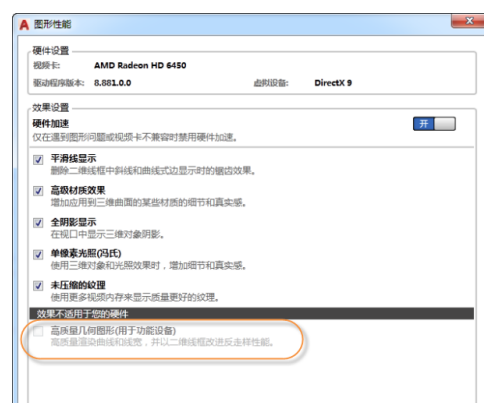 图形性能
硬件设置
视频卡: AMD Radeon HD 6450
驱动程序版本: 8.881.0.0 虚拟设备: DirectX 9
效果设置
硬件加速 开
仅在遇到图形问题或视频卡不兼容时禁用硬件加速。
平滑线显示
删除二维线框中斜线和曲线式边显示时的锯齿效果。
高级材质效果
增加应用到三维曲面的某些材质的细节和真实感。
全阴影显示
在视口中显示三维对象阴影。
单像素光照(冯氏)
使用三维对象和光照效果时，增加细节和真实感。
未压缩的纹理
使用更多视频内存来显示质量更好的纹理。
效果不适用于您的硬件
高质量几何图形(用于功能设备)
高质量渲染曲线和线宽，并以二维线框改进反走样性能。